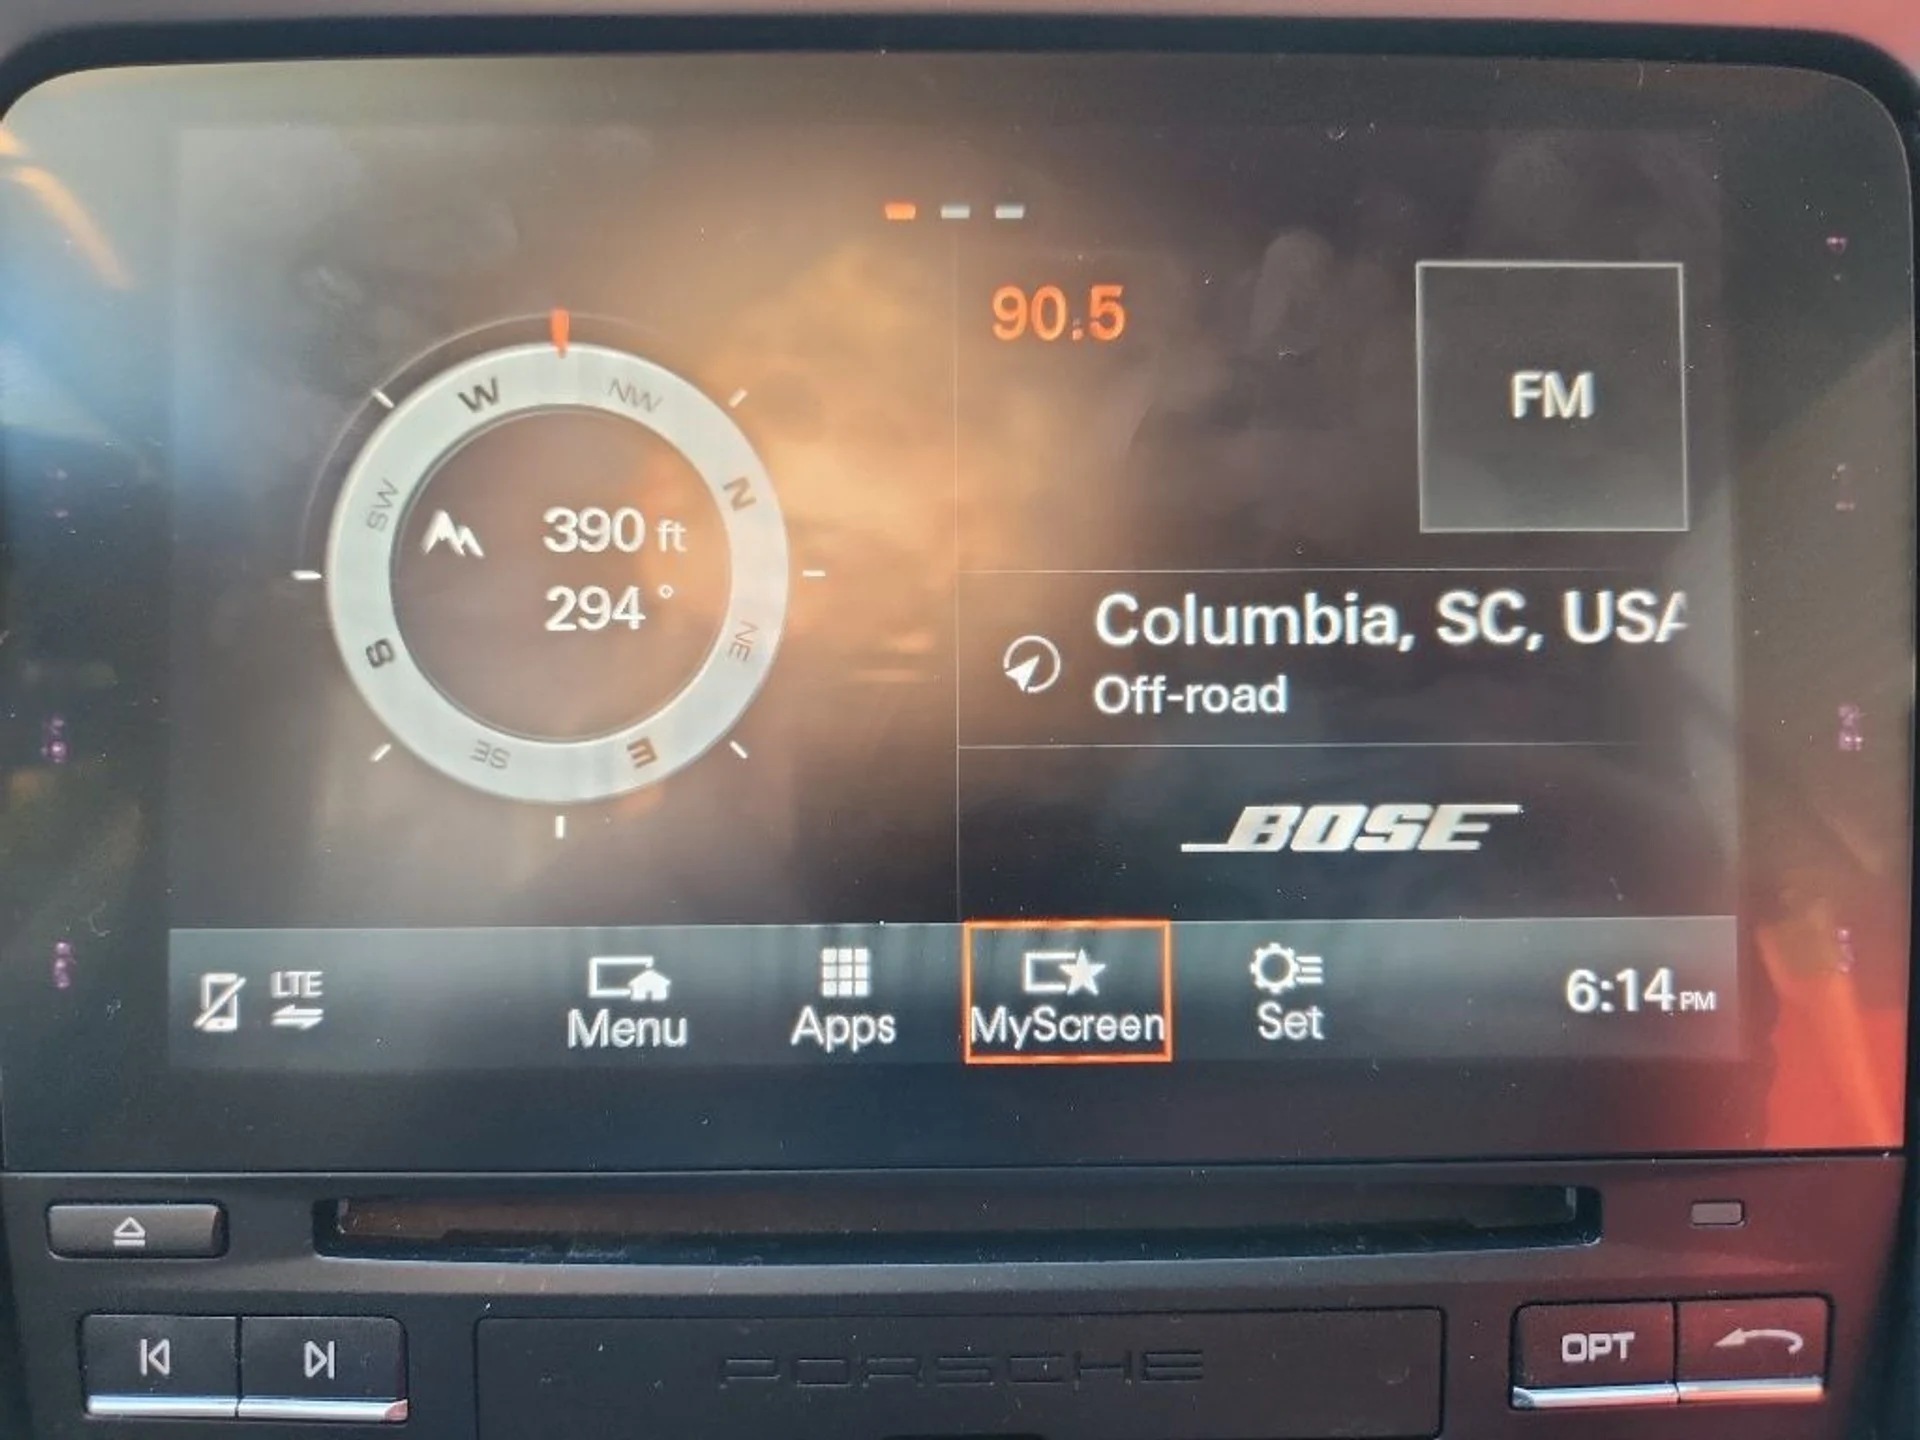 90.5
FM
W
NW
SW
N
390 ft
294°
S
NE
SE
E
Columbia, SC, USA
Off-road
BOSE
LTE
Menu
Apps
MyScreen
Set
6:14 PM
PORSCHE
OPT